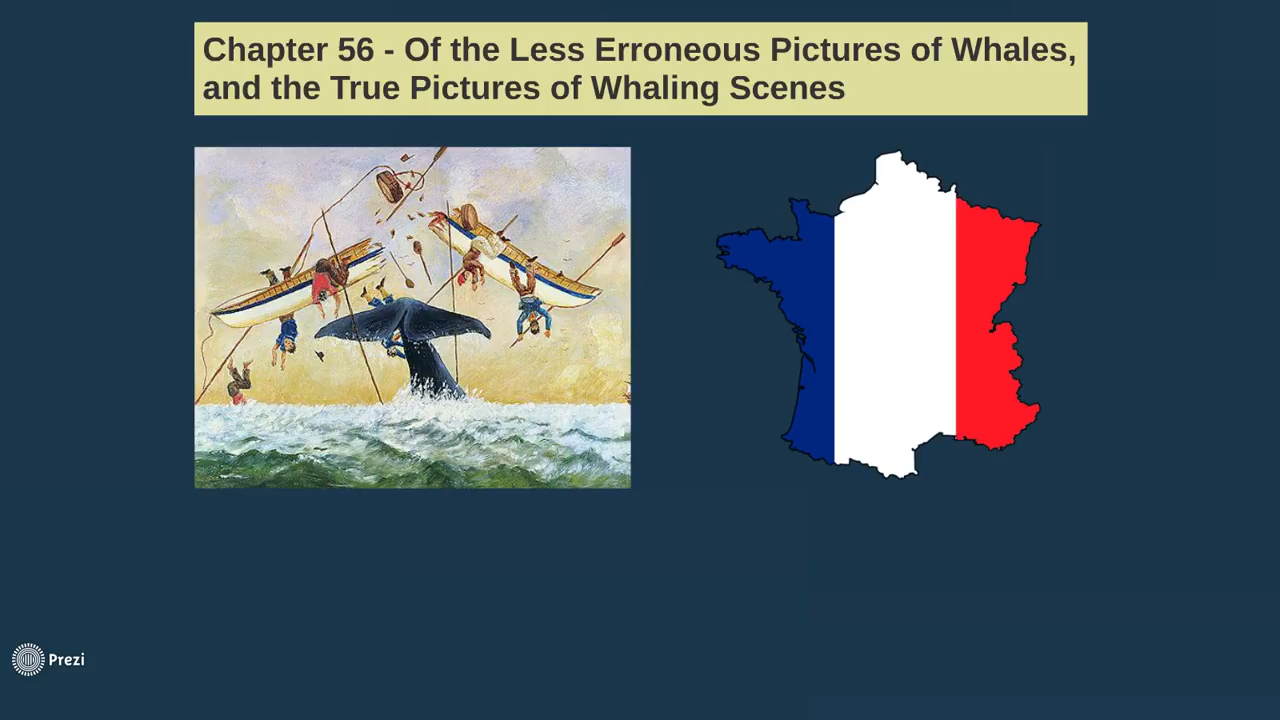 Chapter 56 - Of the Less Erroneous Pictures of Whales,
and the True Pictures of Whaling Scenes
Prezi